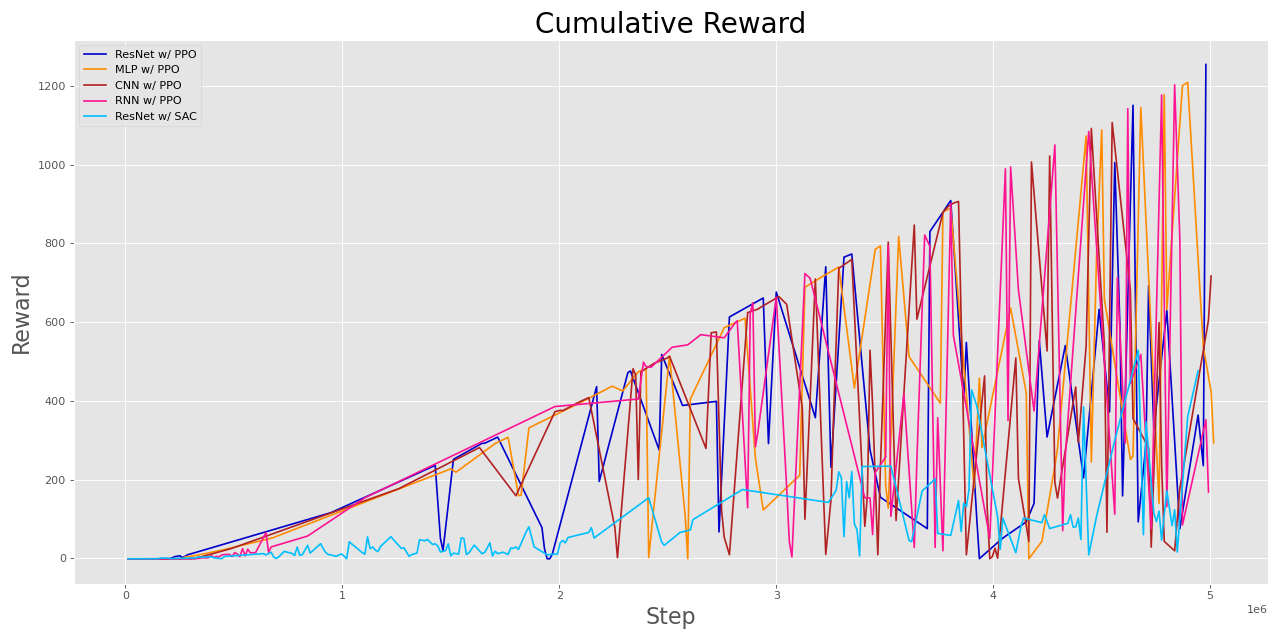 Cumulative Reward
ResNet w/ PPO
MLP w/ PPO
CNN w/ PPO
RNN w/ PPO
ResNet w/ SAC
1200
1000
800
600
400
200
0
Reward
0 1 2 3 4 5
1e6
Step